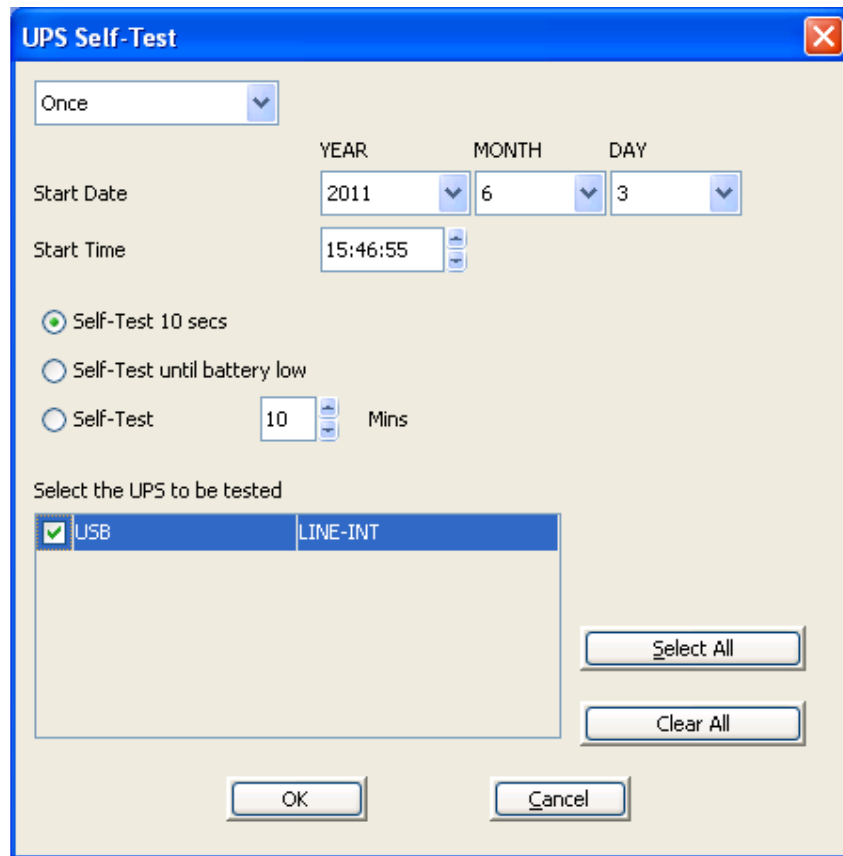 UPS Self-Test
Once
YEAR MONTH DAY
Start Date 2011 6 3
Start Time 15:46:55
Self-Test 10 secs
Self-Test until battery low
Self-Test 10 Mins
Select the UPS to be tested
USB LINE-INT
Select All
Clear All
OK Cancel